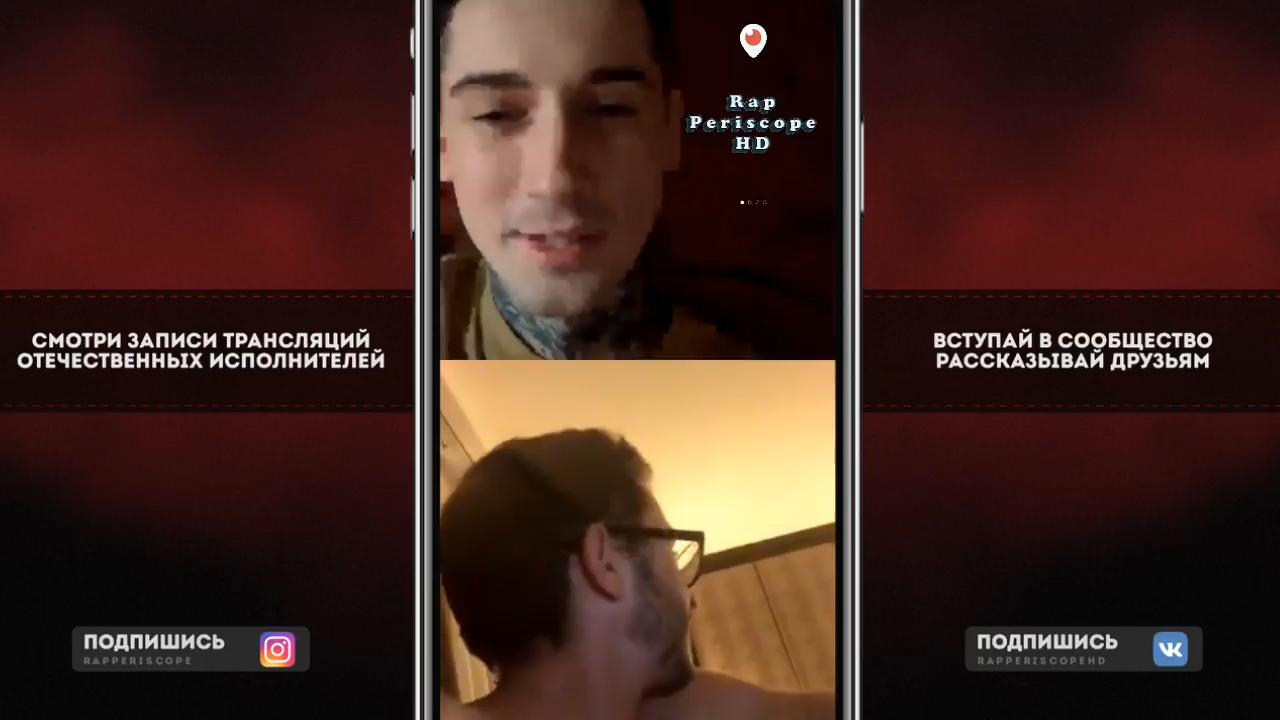 Rap
Periscope
HD
СМОТРИ ЗАПИСИ ТРАНСЛЯЦИЙ
ОТЕЧЕСТВЕННЫХ ИСПОЛНИТЕЛЕЙ
ВСТУПАЙ В СООБЩЕСТВО
РАССКАЗЫВАЙ ДРУЗЬЯМ
ПОДПИШИСЬ
RAPPERISCOPE
ПОДПИШИСЬ
RAPPERISCOPEHD